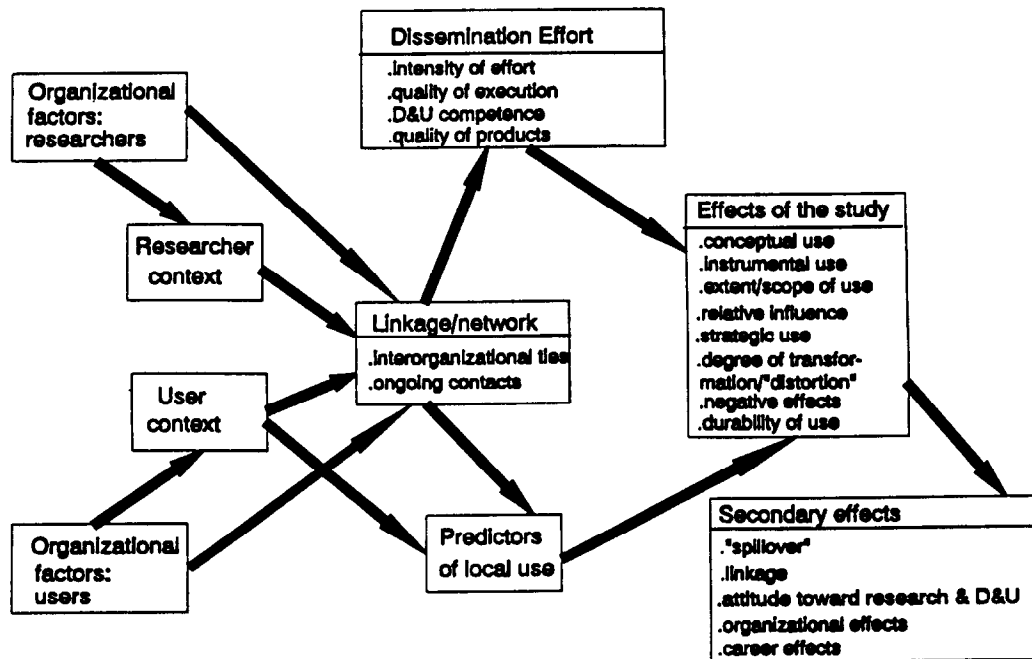 Dissemination Effort
.intensity of effort
.quality of execution
.D&U competence
.quality of products
Organizational
factors:
researchers
Researcher
context
Effects of the study
.conceptual use
.instrumental use
.extent/scope of use
.relative influence
.strategic use
.degree of transfor-
mation/"distortion"
.negative effects
.durability of use
Linkage/network
.interorganizational ties
.ongoing contacts
User
context
Organizational
factors:
users
Predictors
of local use
Secondary effects
."spillover"
.linkage
.attitude toward research & D&U
.organizational effects
.career effects